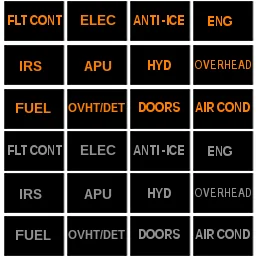 FLT CONT ELEC ANTI-ICE ENG
IRS APU HYD OVERHEAD
FUEL OVHT/DET DOORS AIR COND
FLT CONT ELEC ANTI-ICE ENG
IRS APU HYD OVERHEAD
FUEL OVHT/DET DOORS AIR COND